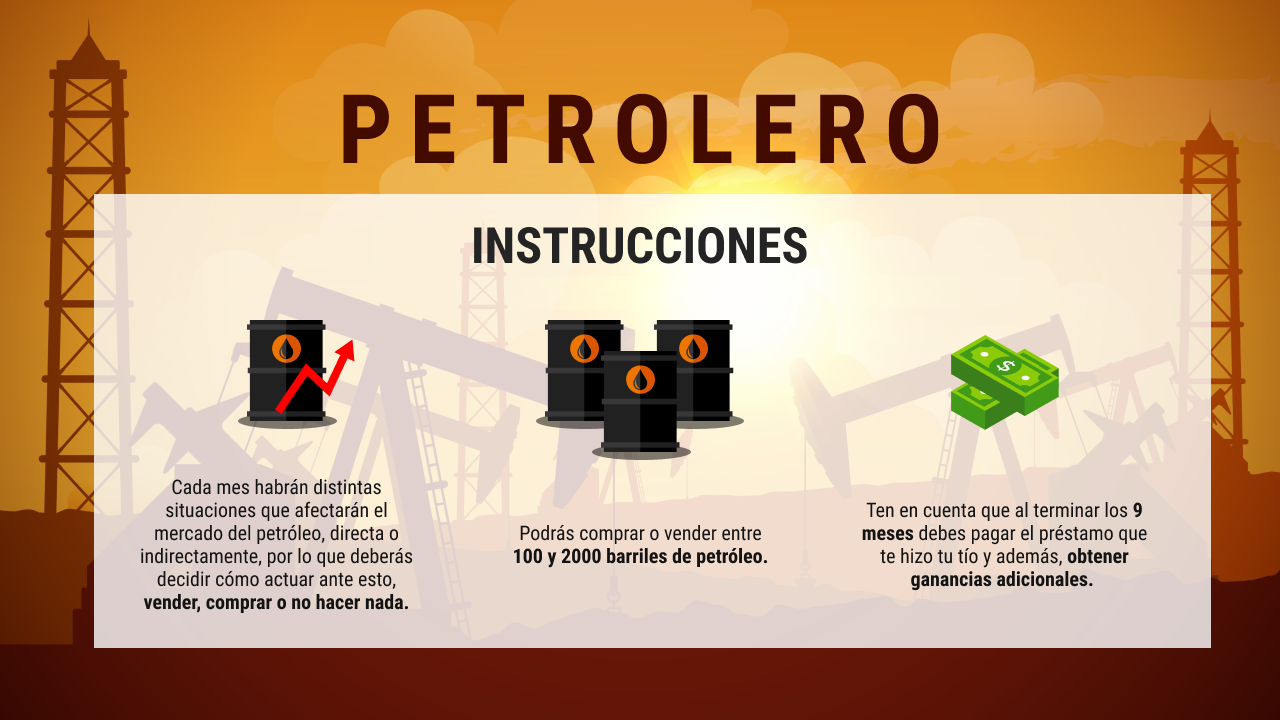 PETROLERO
INSTRUCCIONES
Cada mes habrán distintas
situaciones que afectarán el
mercado del petróleo, directa o
indirectamente, por lo que deberás
decidir cómo actuar ante esto,
vender, comprar o no hacer nada.
Podrás comprar o vender entre
100 y 2000 barriles de petróleo.
$
Ten en cuenta que al terminar los 9
meses debes pagar el préstamo que
te hizo tu tío y además, obtener
ganancias adicionales.